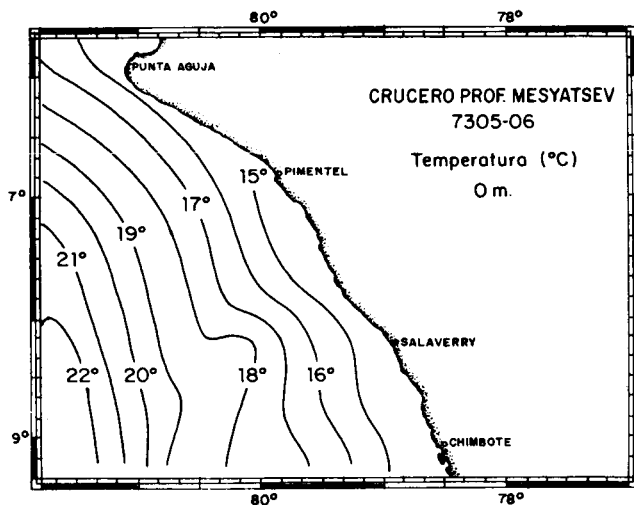 80°
78°
PUNTA AGUJA
CRUCERO PROF. MESYATSEV
7305-06
Temperatura (°C)
0 m.
PIMENTEL
15°
7°
17°
19°
21°
SALAVERRY
22°
20°
18°
16°
9°
CHIMBOTE
80°
78°